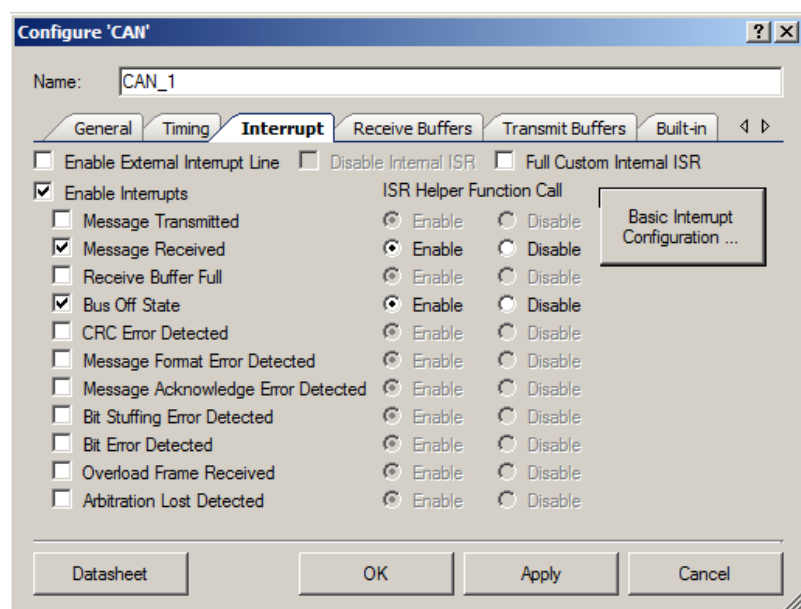 Configure 'CAN'
Name: CAN_1
General Timing Interrupt Receive Buffers Transmit Buffers Built-in
Enable External Interrupt Line Disable Internal ISR Full Custom Internal ISR
Enable Interrupts ISR Helper Function Call
Basic Interrupt
Configuration ...
Message Transmitted Enable Disable
Message Received Enable Disable
Receive Buffer Full Enable Disable
Bus Off State Enable Disable
CRC Error Detected Enable Disable
Message Format Error Detected Enable Disable
Message Acknowledge Error Detected Enable Disable
Bit Stuffing Error Detected Enable Disable
Bit Error Detected Enable Disable
Overload Frame Received Enable Disable
Arbitration Lost Detected Enable Disable
Datasheet OK Apply Cancel